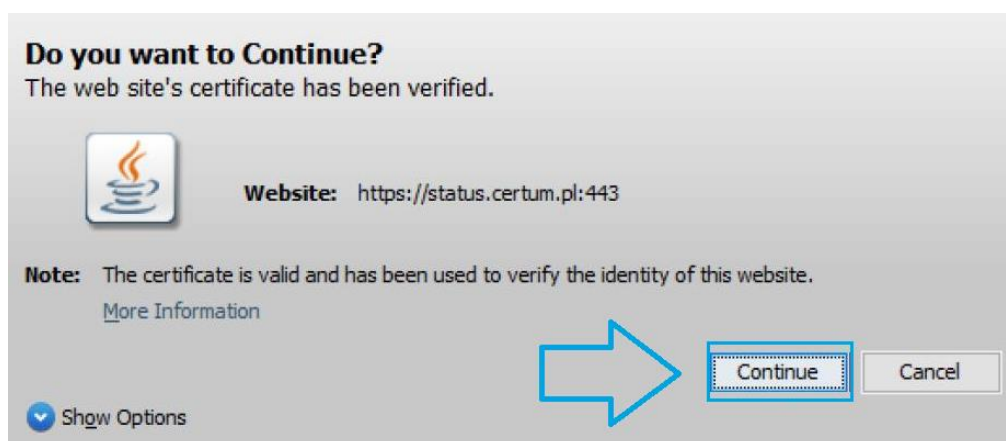 Do you want to Continue?
The web site's certificate has been verified.
Website: https://status.certum.pl:443
Note: The certificate is valid and has been used to verify the identity of this website.
More Information
Continue Cancel
Show Options